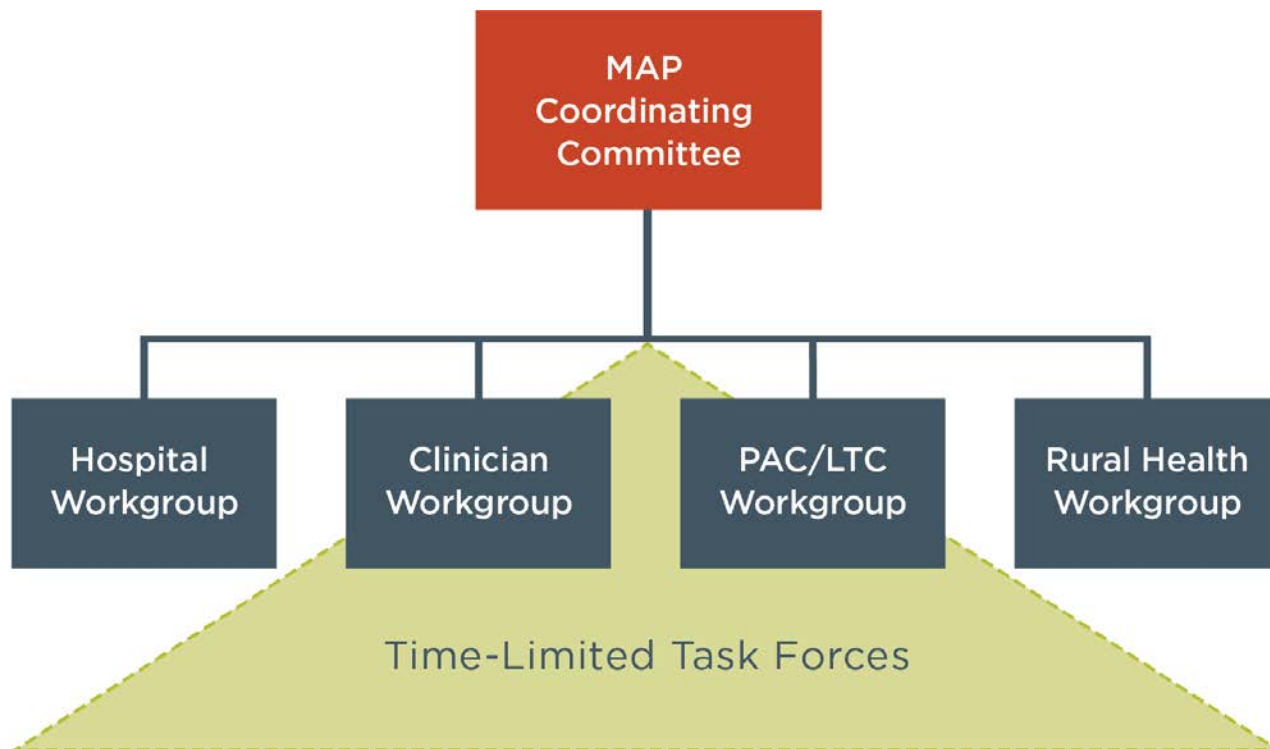 MAP
Coordinating
Committee
Hospital
Workgroup
Clinician
Workgroup
PAC/LTC
Workgroup
Rural Health
Workgroup
Time-Limited Task Forces